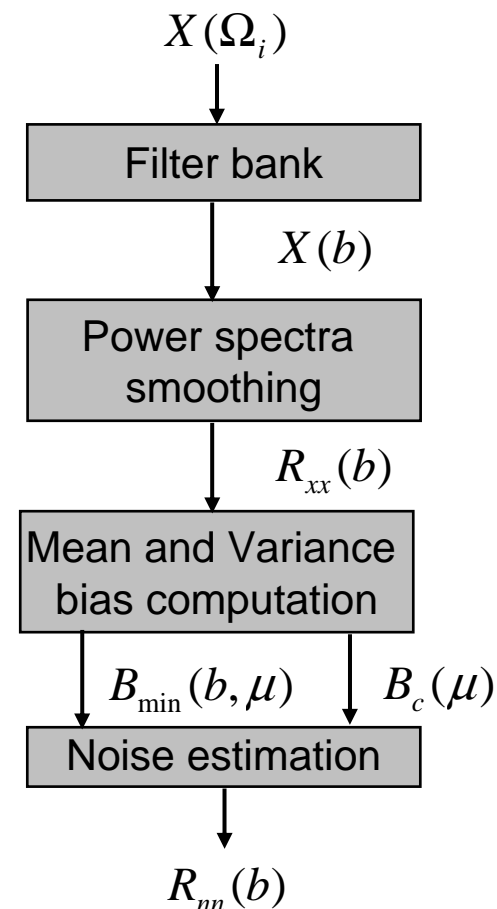 X(Ω_i)
Filter bank
X(b)
Power spectra
smoothing
R_xx(b)
Mean and Variance
bias computation
B_min(b, μ) B_c(μ)
Noise estimation
R_nn(b)